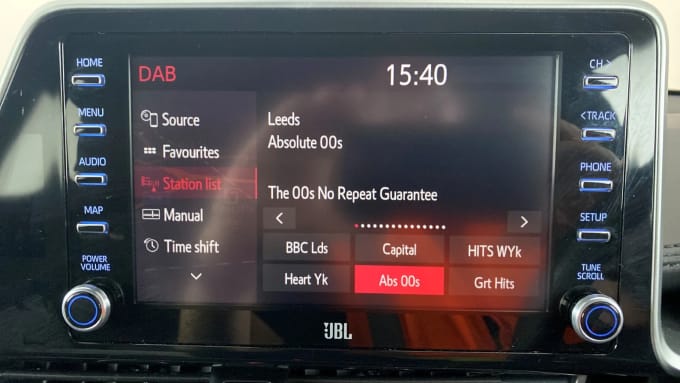 HOME
MENU
AUDIO
MAP
POWER
VOLUME
DAB
15:40
Source
Favourites
Station list
Manual
Time shift
Leeds
Absolute 00s
The 00s No Repeat Guarantee
BBC Lds
Capital
HITS WYk
Heart Yk
Abs 00s
Grt Hits
CH >
< TRACK
PHONE
SETUP
TUNE
SCROLL
JBL